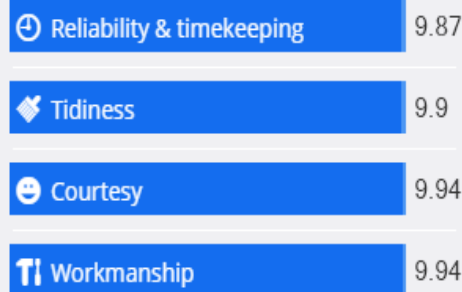 Reliability & timekeeping 9.87
Tidiness 9.9
Courtesy 9.94
Workmanship 9.94